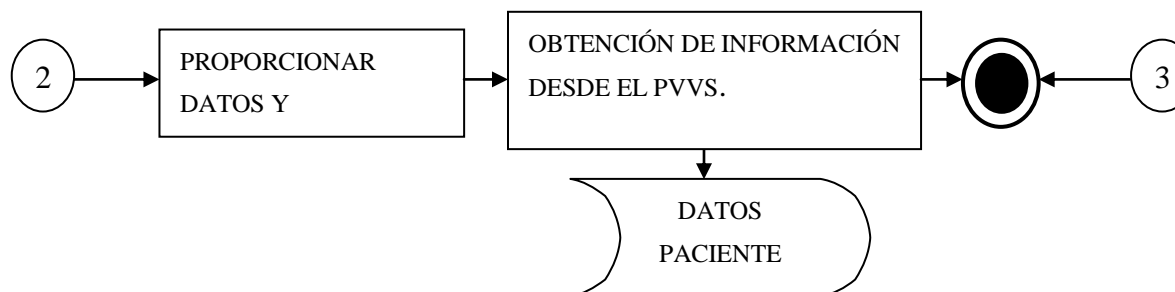 2
PROPORCIONAR
DATOS Y
OBTENCIÓN DE INFORMACIÓN
DESDE EL PVVS.
3
DATOS
PACIENTE